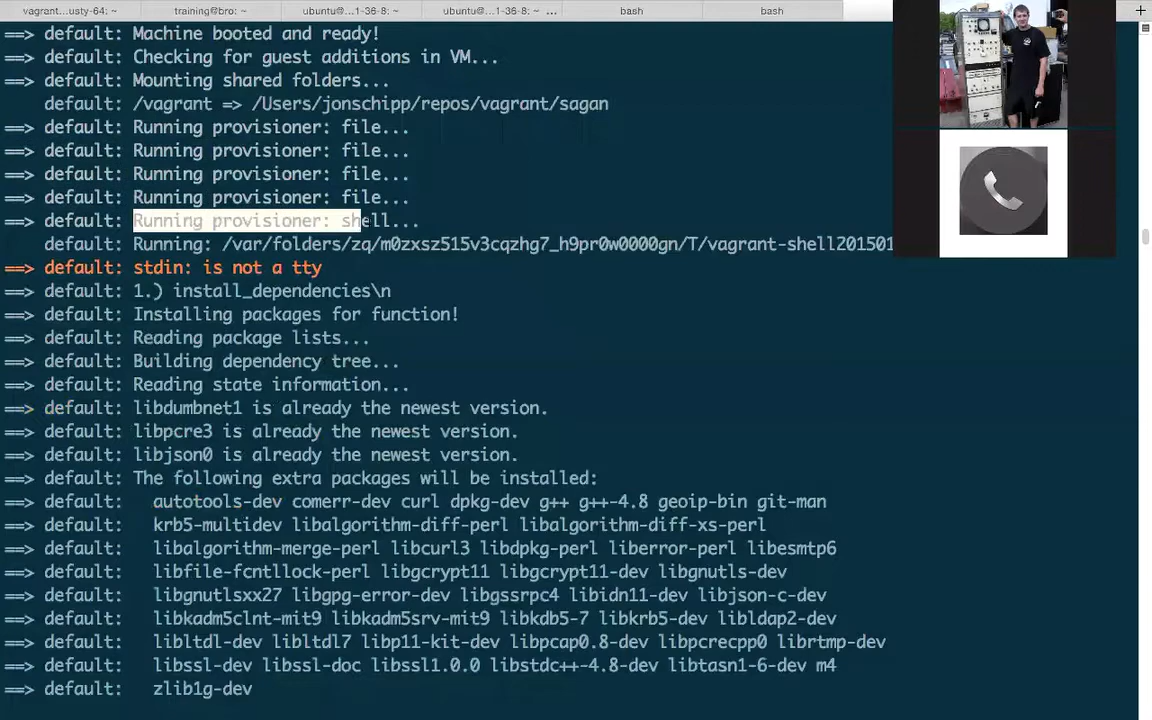 vagrant...usty-64: ~ training@bro: ~ ubuntu@...1-36-8: ~ ubuntu@...1-36-8: ~ ... bash bash
==> default: Machine booted and ready!
==> default: Checking for guest additions in VM...
==> default: Mounting shared folders...
default: /vagrant => /Users/jonschipp/repos/vagrant/sagan
==> default: Running provisioner: file...
==> default: Running provisioner: file...
==> default: Running provisioner: file...
==> default: Running provisioner: file...
==> default: Running provisioner: shell...
default: Running: /var/folders/zq/m0zxsz515v3cqzhg7_h9pr0w0000gn/T/vagrant-shell201501
==> default: stdin: is not a tty
==> default: 1.) install_dependencies\n
==> default: Installing packages for function!
==> default: Reading package lists...
==> default: Building dependency tree...
==> default: Reading state information...
==> default: libdumbnet1 is already the newest version.
==> default: libpcre3 is already the newest version.
==> default: libjson0 is already the newest version.
==> default: The following extra packages will be installed:
==> default: autotools-dev comerr-dev curl dpkg-dev g++ g++-4.8 geoip-bin git-man
==> default: krb5-multidev libalgorithm-diff-perl libalgorithm-diff-xs-perl
==> default: libalgorithm-merge-perl libcurl3 libdpkg-perl liberror-perl libesmtp6
==> default: libfile-fcntllock-perl libgcrypt11 libgcrypt11-dev libgnutls-dev
==> default: libgnutlsxx27 libgpg-error-dev libgssrpc4 libidn11-dev libjson-c-dev
==> default: libkadm5clnt-mit9 libkadm5srv-mit9 libkdb5-7 libkrb5-dev libldap2-dev
==> default: libltdl-dev libltdl7 libp11-kit-dev libpcap0.8-dev libpcrecpp0 librtmp-dev
==> default: libssl-dev libssl-doc libssl1.0.0 libstdc++-4.8-dev libtasn1-6-dev m4
==> default: zlib1g-dev